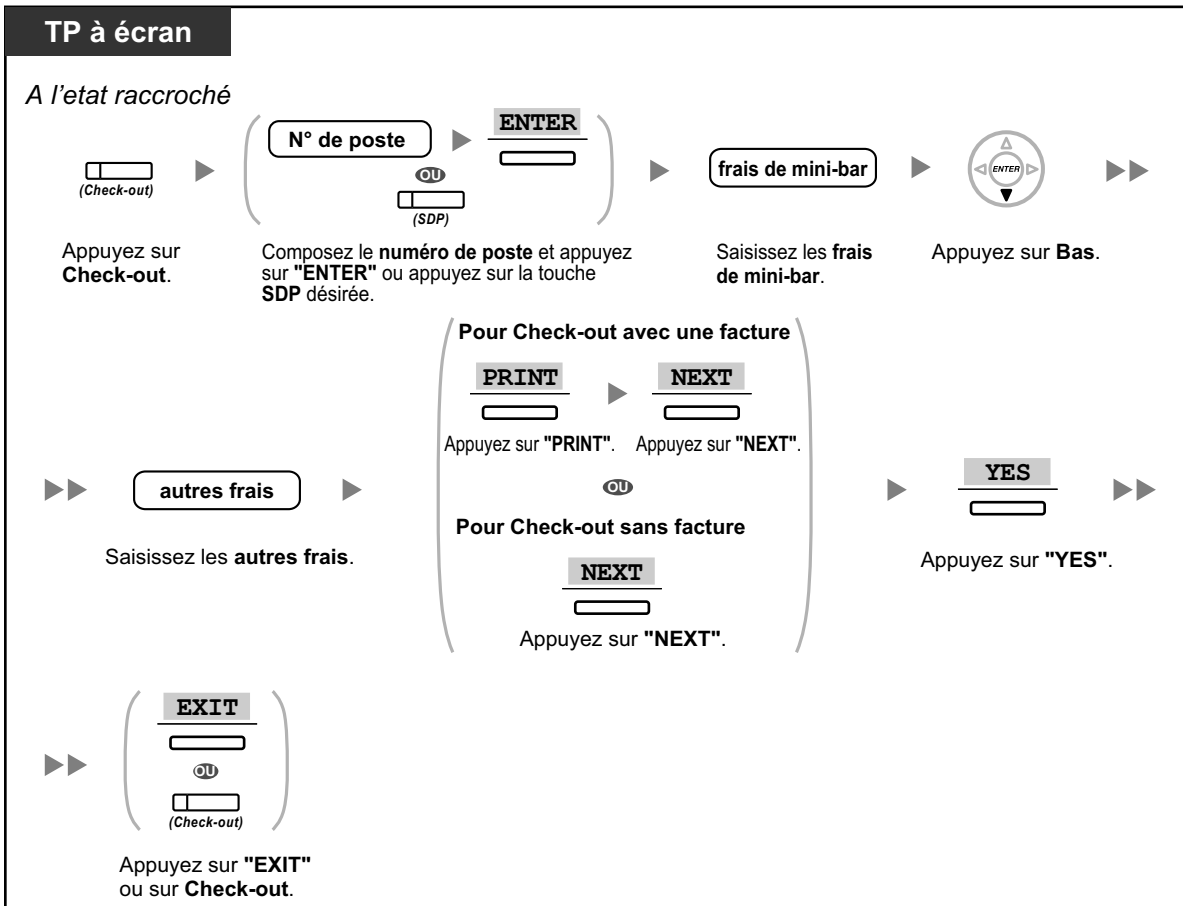 TP à écran
A l'etat raccroché
(Check-out)
Appuyez sur
Check-out.
N° de poste
ENTER
OU
(SDP)
Composez le numéro de poste et appuyez
sur "ENTER" ou appuyez sur la touche
SDP désirée.
frais de mini-bar
Saisissez les frais
de mini-bar.
ENTER
Appuyez sur Bas.
autres frais
Saisissez les autres frais.
Pour Check-out avec une facture
PRINT
NEXT
Appuyez sur "PRINT".
Appuyez sur "NEXT".
OU
Pour Check-out sans facture
NEXT
Appuyez sur "NEXT".
YES
Appuyez sur "YES".
EXIT
OU
(Check-out)
Appuyez sur "EXIT"
ou sur Check-out.